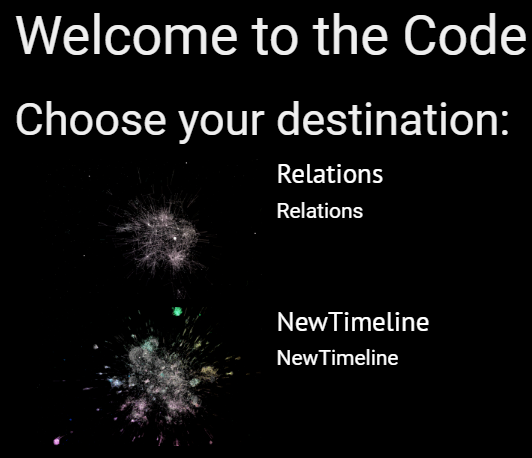 Welcome to the Code
Choose your destination:
Relations
Relations
NewTimeline
NewTimeline